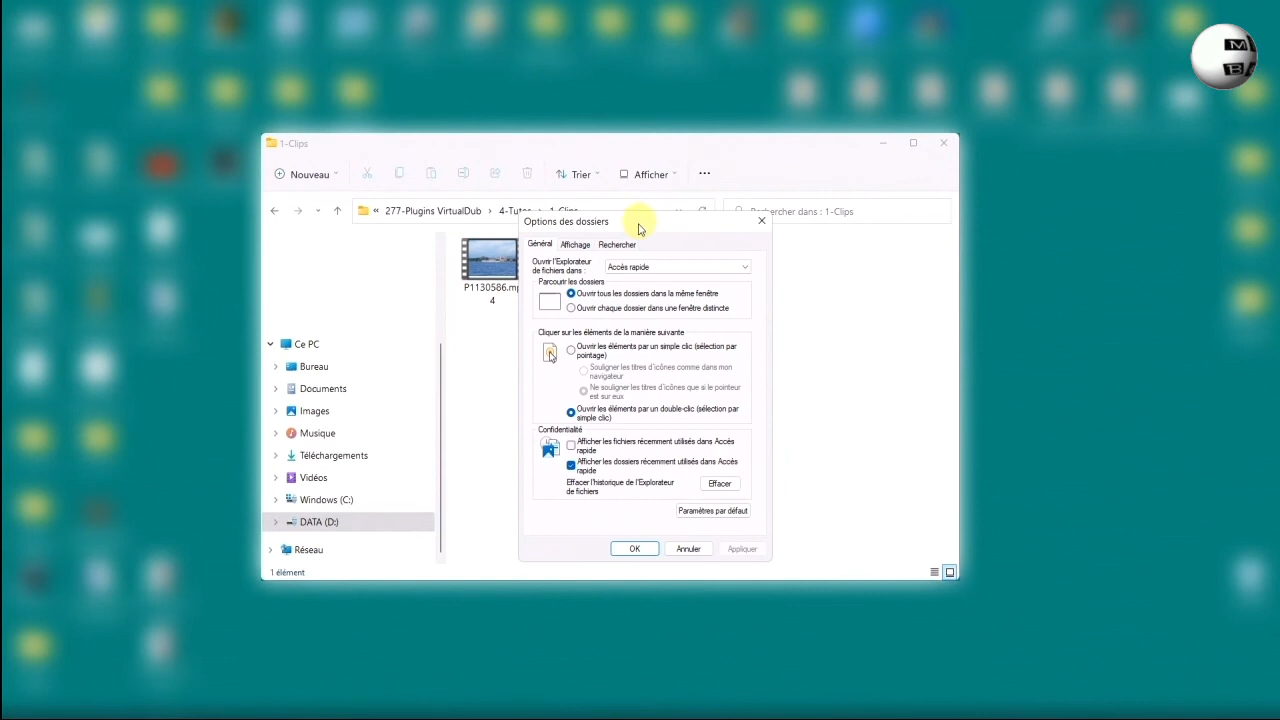 M
B
1-Clips
Nouveau
Trier
Afficher
...
« 277-Plugins VirtualDub > 4-Tutos > 1-Clips
Rechercher dans : 1-Clips
P1130586.mp
4
Ce PC
Bureau
Documents
Images
Musique
Téléchargements
Vidéos
Windows (C:)
DATA (D:)
Réseau
1 élément
Options des dossiers
Général
Affichage
Rechercher
Ouvrir l'Explorateur
de fichiers dans :
Accès rapide
Parcourir les dossiers
Ouvrir tous les dossiers dans la même fenêtre
Ouvrir chaque dossier dans une fenêtre distincte
Cliquer sur les éléments de la manière suivante
Ouvrir les éléments par un simple clic (sélection par
pointage)
Souligner les titres d'icônes comme dans mon
navigateur
Ne souligner les titres d'icônes que si le pointeur
est sur eux
Ouvrir les éléments par un double-clic (sélection par
simple clic)
Confidentialité
Afficher les fichiers récemment utilisés dans Accès
rapide
Afficher les dossiers récemment utilisés dans Accès
rapide
Effacer l'historique de l'Explorateur
de fichiers
Effacer
Paramètres par défaut
OK
Annuler
Appliquer